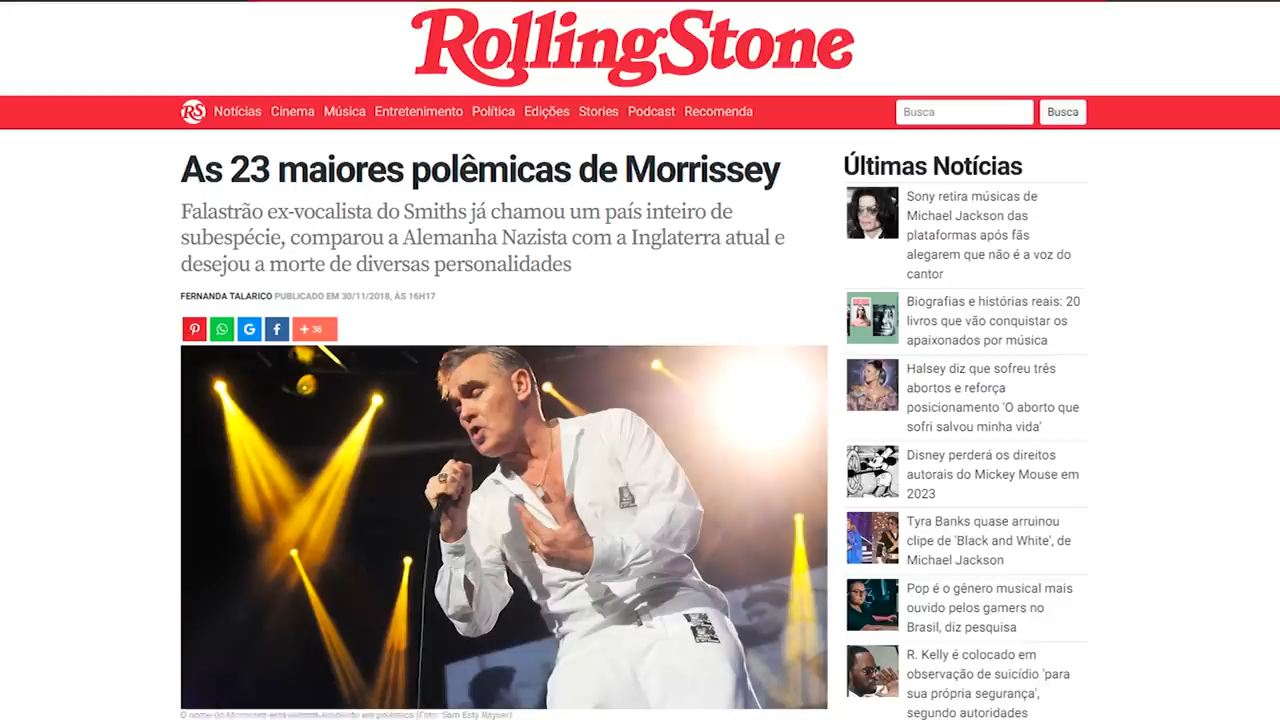 RollingStone
RS Notícias Cinema Música Entretenimento Política Edições Stories Podcast Recomenda Busca Busca
As 23 maiores polêmicas de Morrissey
Falastrão ex-vocalista do Smiths já chamou um país inteiro de
subespécie, comparou a Alemanha Nazista com a Inglaterra atual e
desejou a morte de diversas personalidades
FERNANDA TALARICO PUBLICADO EM 30/11/2018, ÀS 16H17
+ 36
(Foto: Sam Esty Rayner)
Últimas Notícias
Sony retira músicas de
Michael Jackson das
plataformas após fãs
alegarem que não é a voz do
cantor
Biografias e histórias reais: 20
livros que vão conquistar os
apaixonados por música
Halsey diz que sofreu três
abortos e reforça
posicionamento 'O aborto que
sofri salvou minha vida'
Disney perderá os direitos
autorais do Mickey Mouse em
2023
Tyra Banks quase arruinou
clipe de 'Black and White', de
Michael Jackson
Pop é o gênero musical mais
ouvido pelos gamers no
Brasil, diz pesquisa
R. Kelly é colocado em
observação de suicídio 'para
sua própria segurança',
segundo autoridades